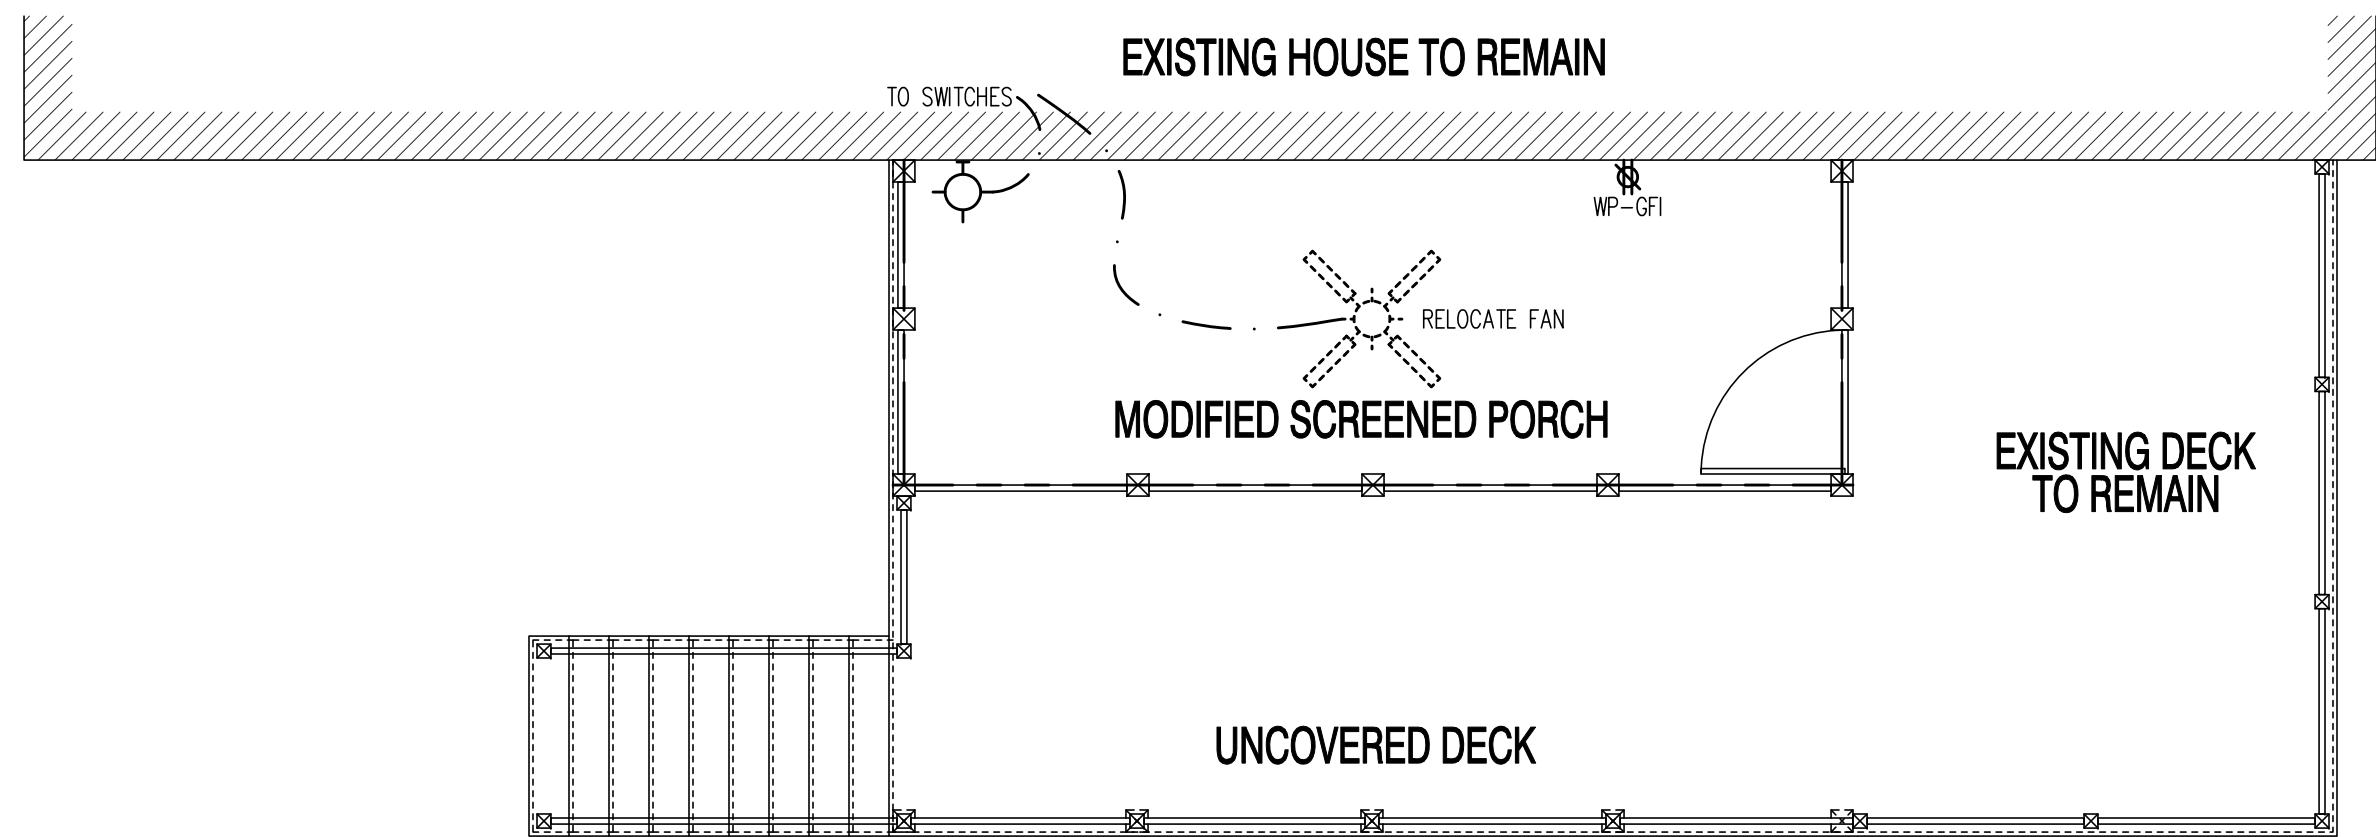 EXISTING HOUSE TO REMAIN
TO SWITCHES
WP-GFI
RELOCATE FAN
MODIFIED SCREENED PORCH
EXISTING DECK
TO REMAIN
UNCOVERED DECK